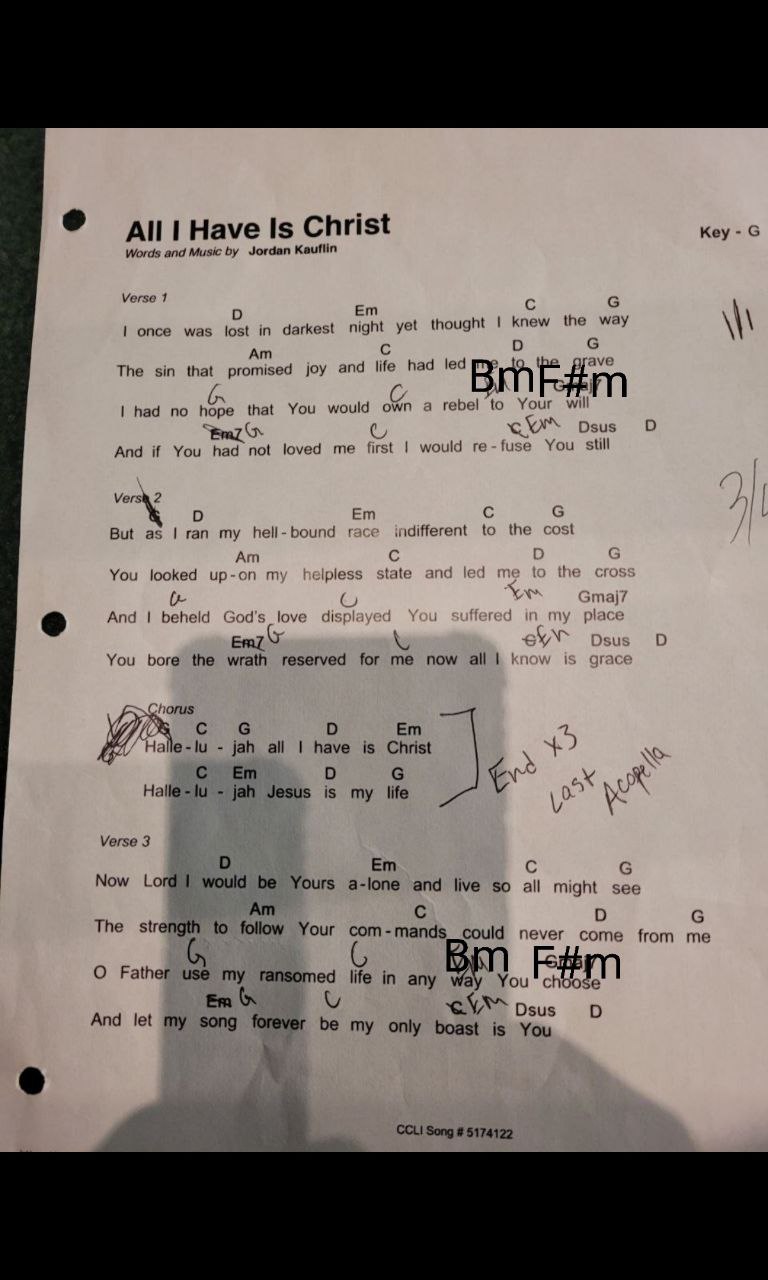 All I Have Is Christ
Words and Music by Jordan Kauflin
Key - G
Verse 1
D Em C G
I once was lost in darkest night yet thought I knew the way
Am C D G
The sin that promised joy and life had led me to the grave
G C Bm F#m Gmaj7
I had no hope that You would own a rebel to Your will
Em7 G C C Em Dsus D
And if You had not loved me first I would re - fuse You still
3/4
Verse 2
G D Em C G
But as I ran my hell - bound race indifferent to the cost
Am C D G
You looked up - on my helpless state and led me to the cross
G C Em Gmaj7
And I beheld God's love displayed You suffered in my place
Em7 G C C Em Dsus D
You bore the wrath reserved for me now all I know is grace
Chorus
G C G D Em
Halle - lu - jah all I have is Christ
C Em D G
Halle - lu - jah Jesus is my life
End x3
Last Acopella
Verse 3
D Em C G
Now Lord I would be Yours a - lone and live so all might see
Am C D G
The strength to follow Your com - mands could never come from me
G C Bm F#m Gmaj7
O Father use my ransomed life in any way You choose
Em G C C Em Dsus D
And let my song forever be my only boast is You
CCLI Song # 5174122